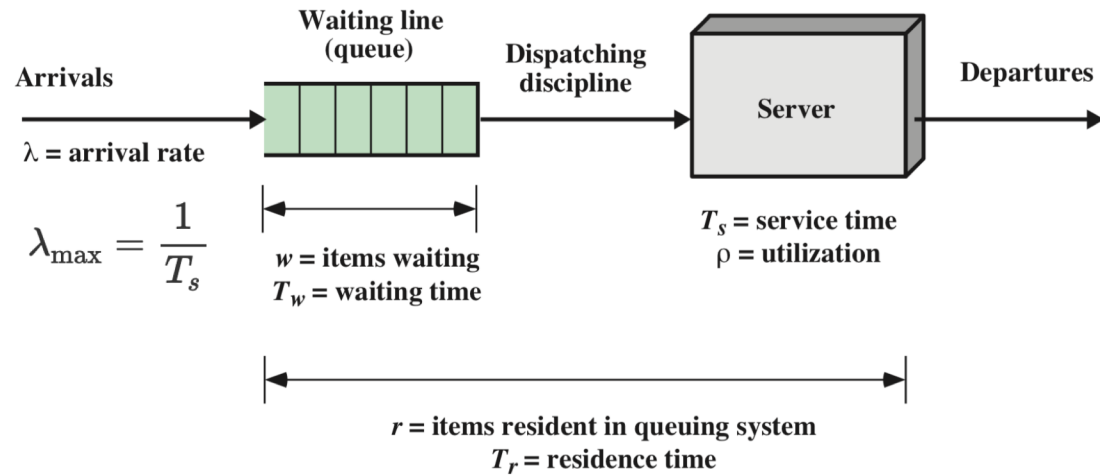 Waiting line
(queue)
Arrivals
Dispatching
discipline
Departures
Server
λ = arrival rate
λmax = 1/Ts
w = items waiting
Tw = waiting time
Ts = service time
ρ = utilization
r = items resident in queuing system
Tr = residence time